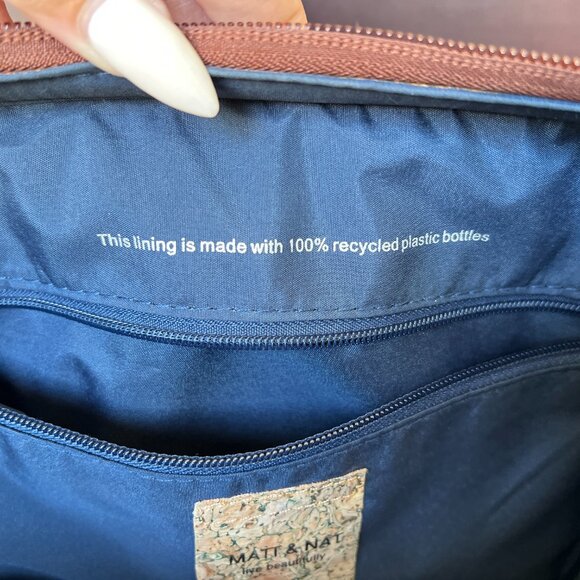 This lining is made with 100% recycled plastic bottles
MATT & NAT
live beautifully